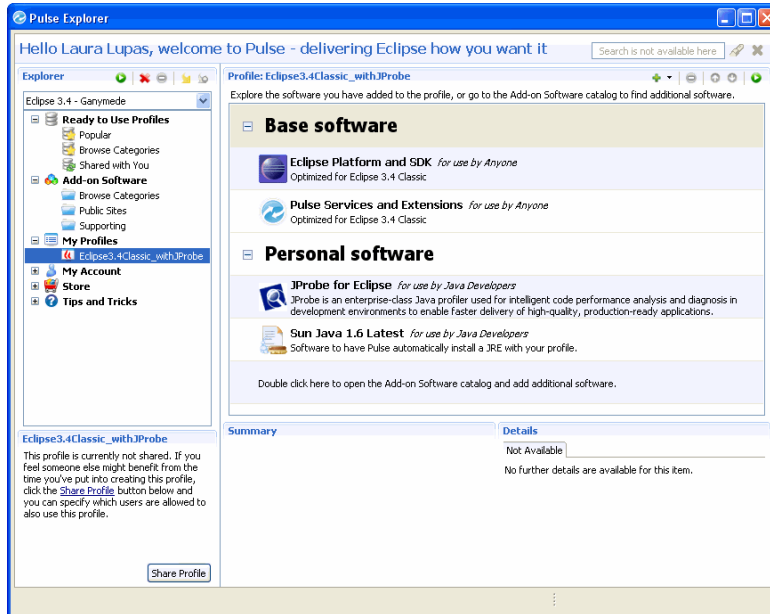 Pulse Explorer
Hello Laura Lupas, welcome to Pulse - delivering Eclipse how you want it
Search is not available here
Explorer
Eclipse 3.4 - Ganymede
Ready to Use Profiles
Popular
Browse Categories
Shared with You
Add-on Software
Browse Categories
Public Sites
Supporting
My Profiles
Eclipse3.4Classic_withJProbe
My Account
Store
Tips and Tricks
Eclipse3.4Classic_withJProbe
This profile is currently not shared. If you
feel someone else might benefit from the
time you've put into creating this profile,
click the Share Profile button below and
you can specify which users are allowed to
also use this profile.
Share Profile
Profile: Eclipse3.4Classic_withJProbe
Explore the software you have added to the profile, or go to the Add-on Software catalog to find additional software.
Base software
Eclipse Platform and SDK for use by Anyone
Optimized for Eclipse 3.4 Classic
Pulse Services and Extensions for use by Anyone
Optimized for Eclipse 3.4 Classic
Personal software
JProbe for Eclipse for use by Java Developers
JProbe is an enterprise-class Java profiler used for intelligent code performance analysis and diagnosis in
development environments to enable faster delivery of high-quality, production-ready applications.
Sun Java 1.6 Latest for use by Java Developers
Software to have Pulse automatically install a JRE with your profile.
Double click here to open the Add-on Software catalog and add additional software.
Summary
Details
Not Available
No further details are available for this item.